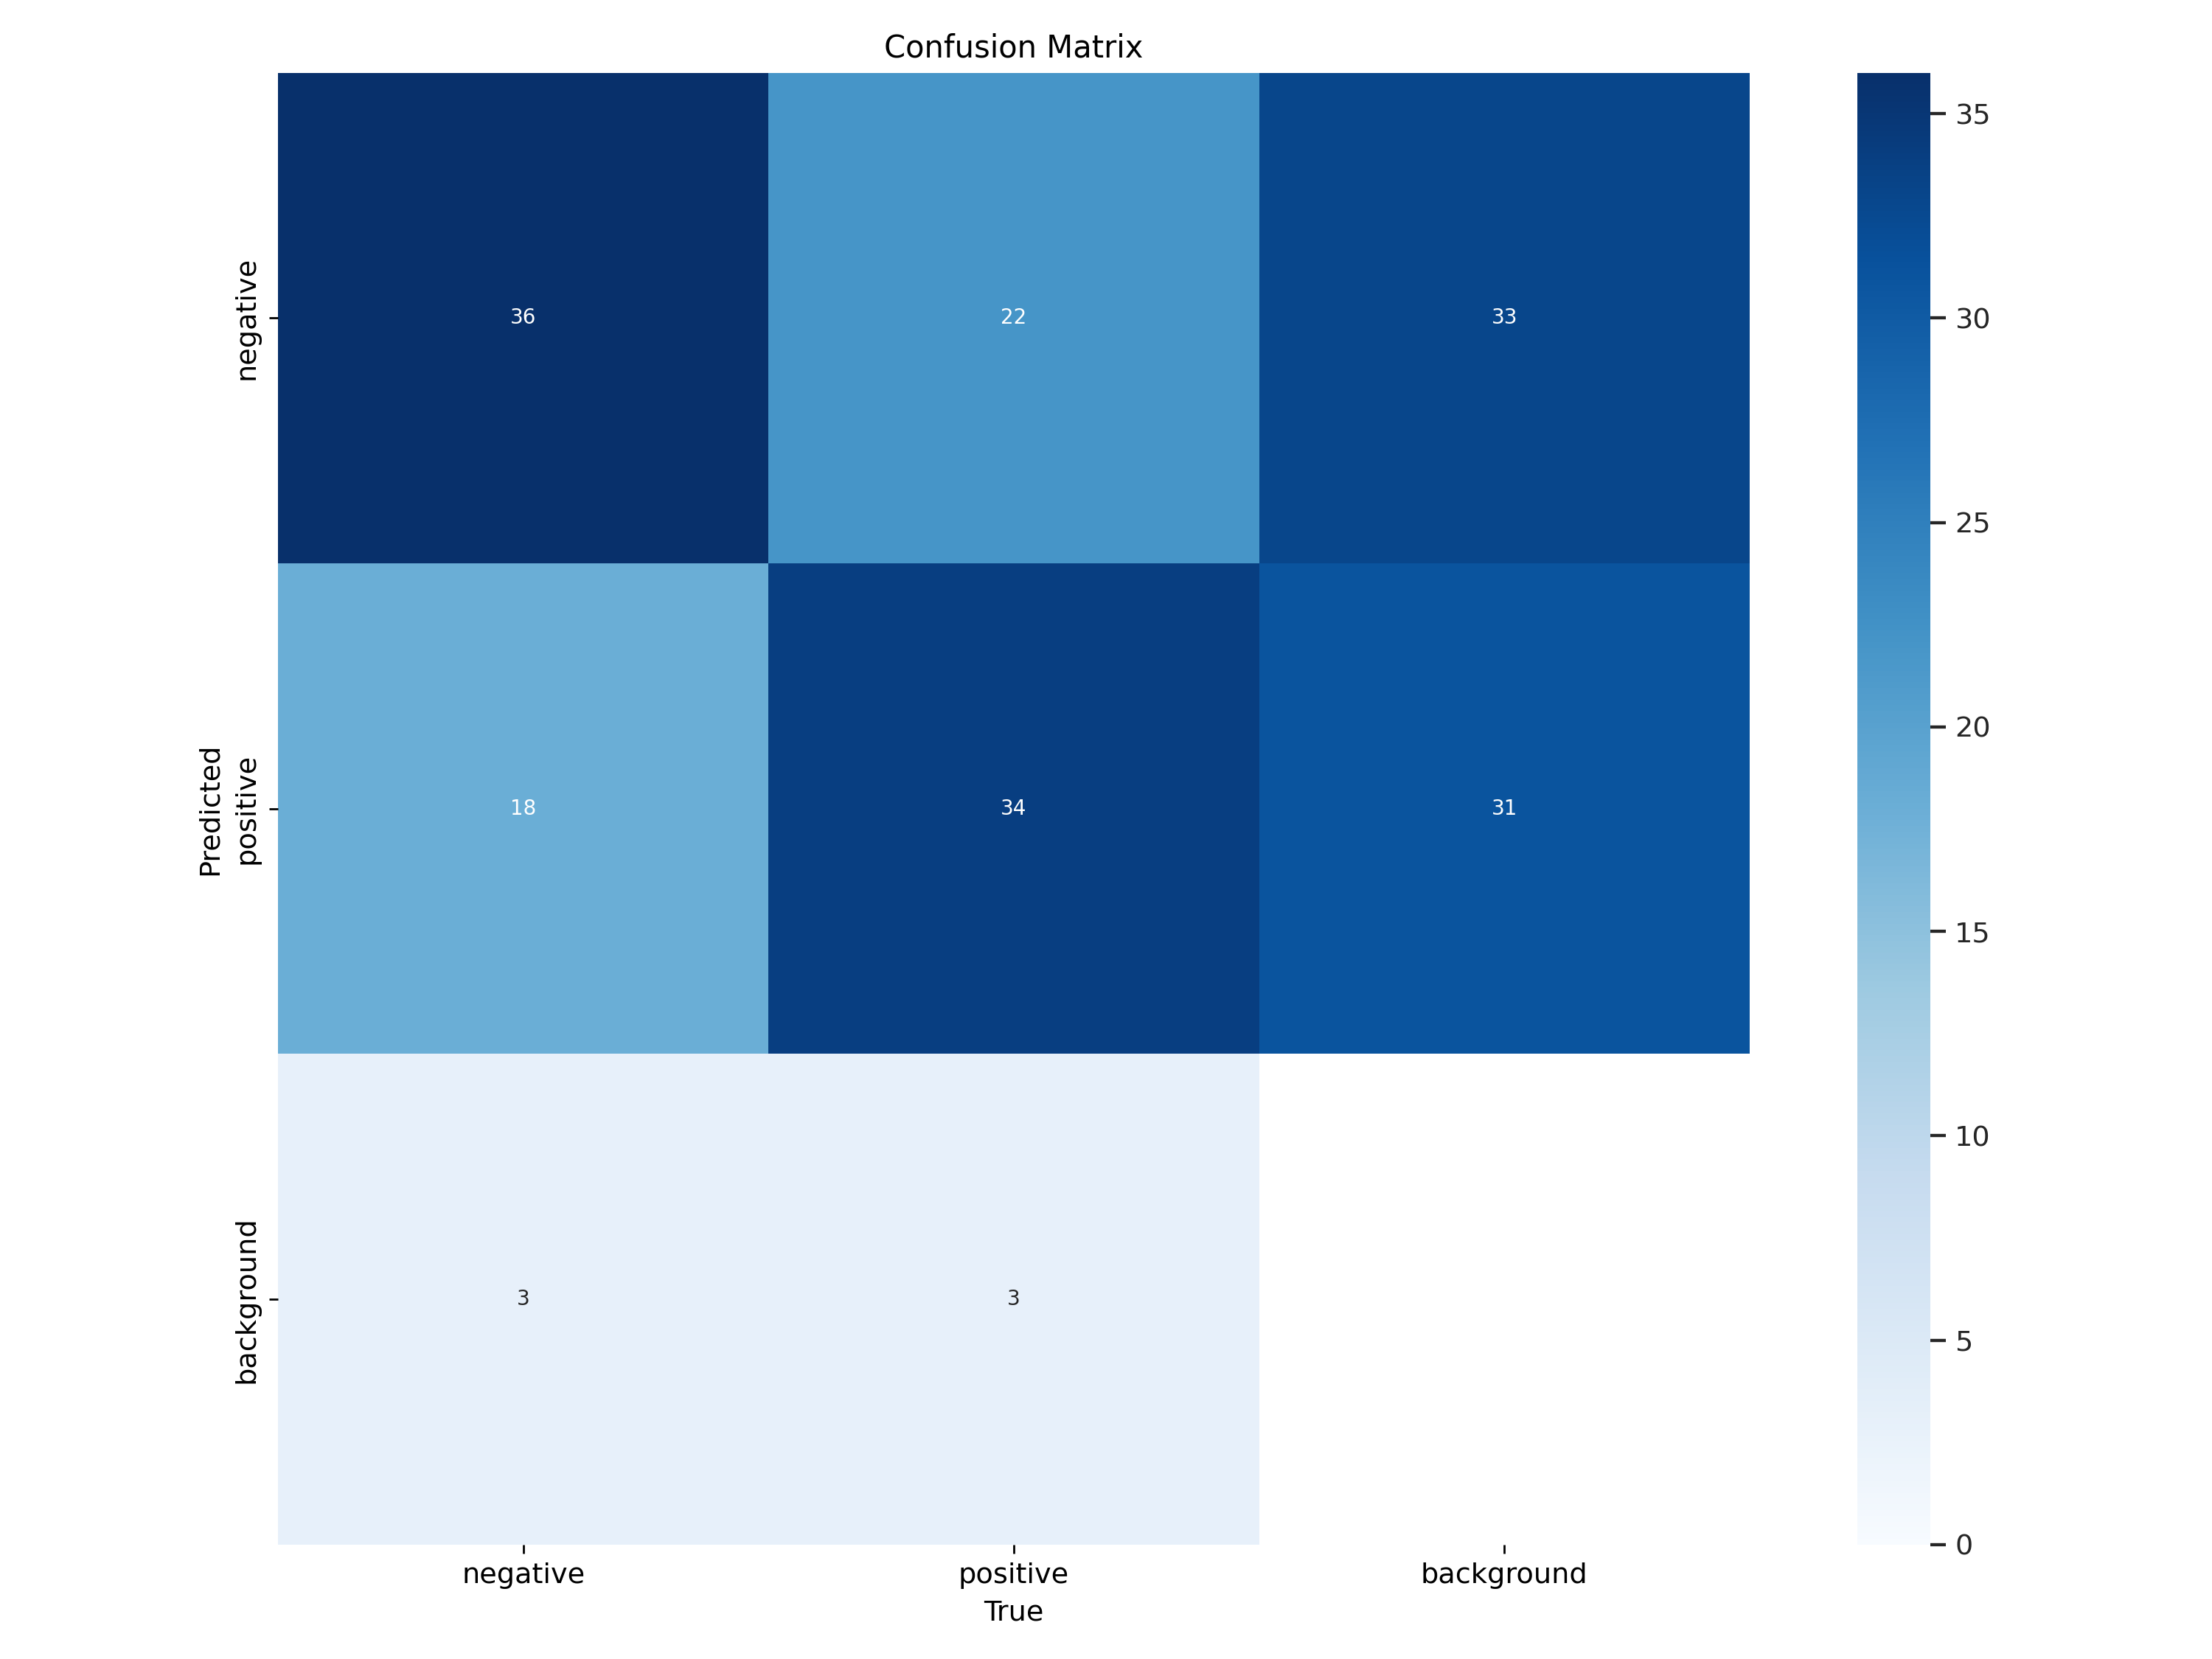 Confusion Matrix
negative
36
22
33
35
30
25
20
15
10
5
0
Predicted
positive
18
34
31
background
3
3
negative
positive
background
True